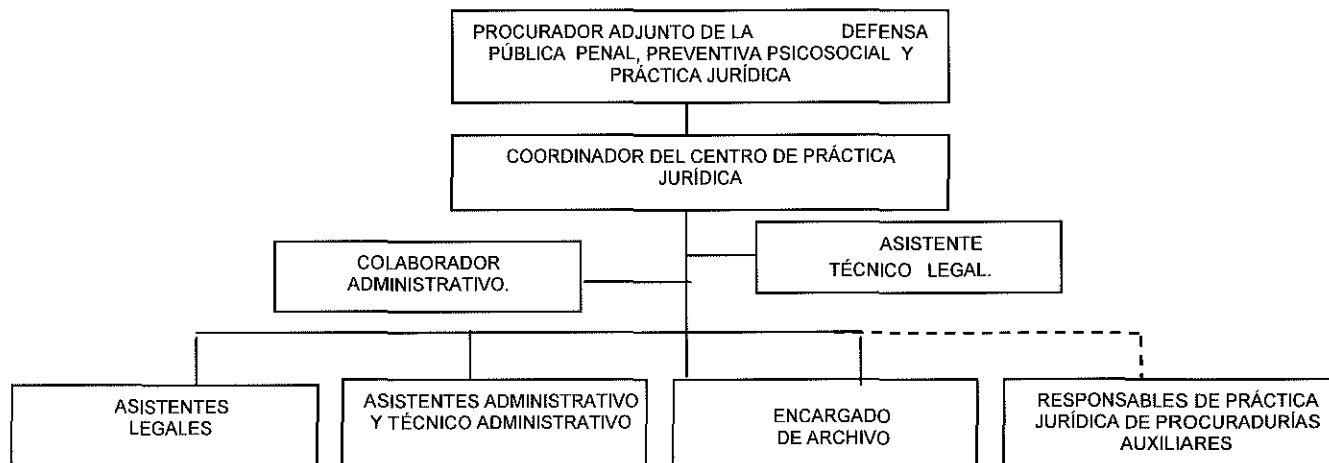 PROCURADOR ADJUNTO DE LA DEFENSA
PÚBLICA PENAL, PREVENTIVA PSICOSOCIAL Y
PRÁCTICA JURÍDICA
COORDINADOR DEL CENTRO DE PRÁCTICA
JURÍDICA
COLABORADOR
ADMINISTRATIVO.
ASISTENTE
TÉCNICO LEGAL.
ASISTENTES
LEGALES
ASISTENTES ADMINISTRATIVO
Y TÉCNICO ADMINISTRATIVO
ENCARGADO
DE ARCHIVO
RESPONSABLES DE PRÁCTICA
JURÍDICA DE PROCURADURÍAS
AUXILIARES